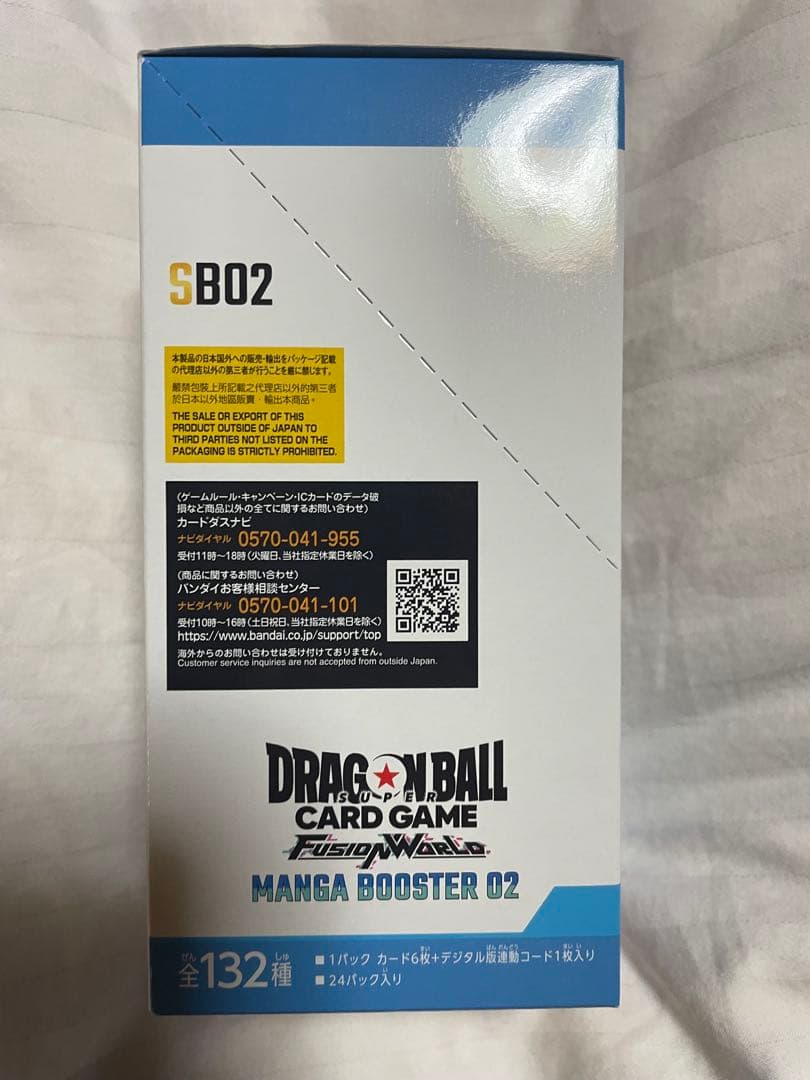 SB02
本製品の日本国外への販売・輸出をパッケージ記載
の代理店以外の第三者が行うことを厳に禁じます。
嚴禁包裝上所記載之代理店以外的第三者
於日本以外地區販賣・輸出本商品。
THE SALE OR EXPORT OF THIS
PRODUCT OUTSIDE OF JAPAN TO
THIRD PARTIES NOT LISTED ON THE
PACKAGING IS STRICTLY PROHIBITED.
(ゲームルール・キャンペーン・ICカードのデータ破
損など商品以外の全てに関するお問い合わせ)
カードダスナビ
ナビダイヤル 0570-041-955
受付11時~18時(火曜日、当社指定休業日を除く)
(商品に関するお問い合わせ)
バンダイお客様相談センター
ナビダイヤル 0570-041-101
受付10時~16時(土日祝日、当社指定休業日を除く)
https://www.bandai.co.jp/support/top
海外からのお問い合わせは受け付けておりません。
Customer service inquiries are not accepted from outside Japan.
DRAGON BALL
SUPER
CARD GAME
FUSION WORLD
MANGA BOOSTER 02
ぜん しゅ
全132種
まい ばんれんどう まいい
■1パック カード6枚+デジタル版連動コード1枚入り
い
■24パック入り